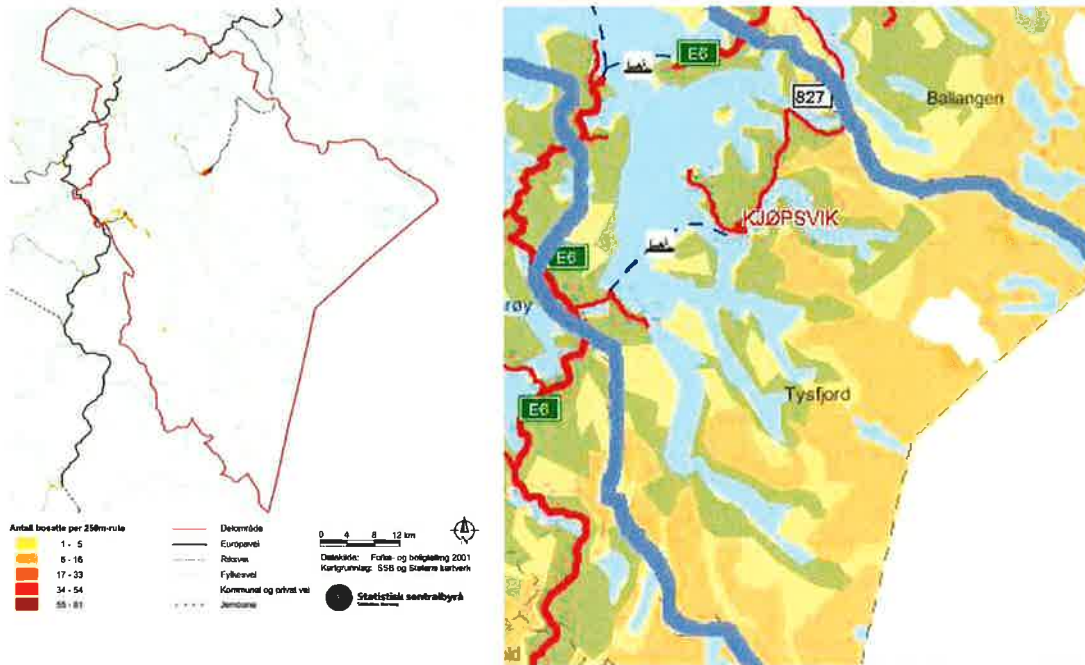 Antall bosatte per 250m-rute
1 - 5
6 - 16
17 - 33
34 - 54
55 - 81
Delområde
Europavei
Riksvei
Fylkesvei
Kommunal og privat vei
Jernbane
0 4 8 12 km
Datakilde: Folke- og boligtelling 2001
Kartgrunnlag: SSB og Statens kartverk
Statistisk sentralbyrå
E6
827
Ballangen
KJØPSVIK
E6
røy
Tysfjord
E6